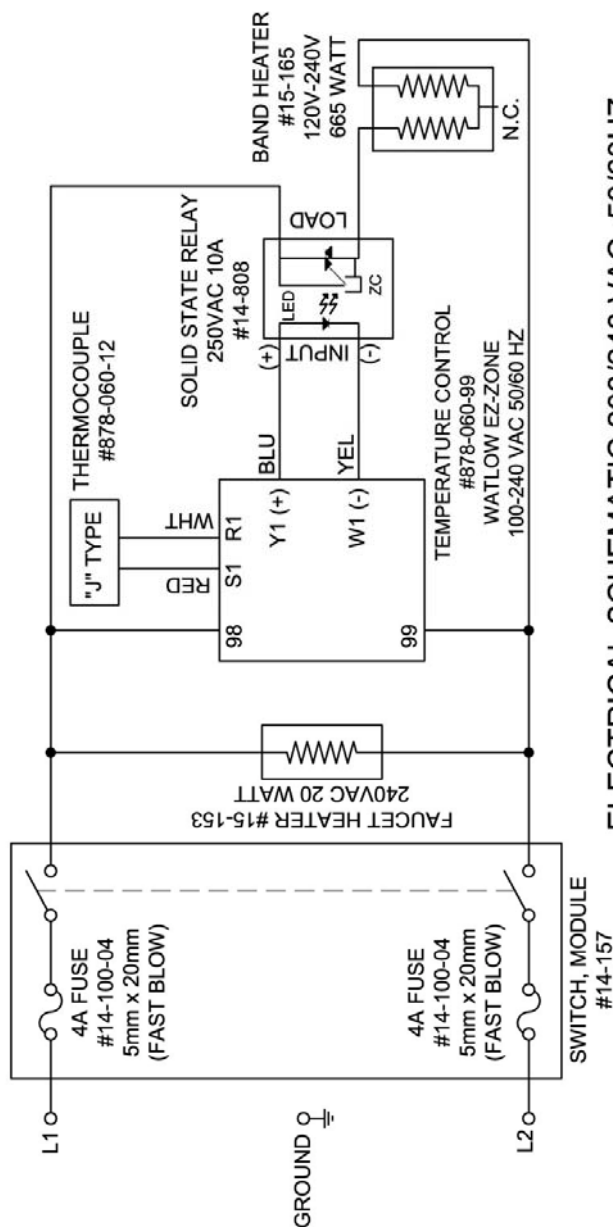 L1
GROUND
L2
4A FUSE
#14-100-04
5mm x 20mm
(FAST BLOW)
4A FUSE
#14-100-04
5mm x 20mm
(FAST BLOW)
SWITCH, MODULE
#14-157
FAUCET HEATER #15-153
240VAC 20 WATT
"J" TYPE
THERMOCOUPLE
#878-060-12
RED
WHT
98
S1
R1
Y1 (+)
W1 (-)
99
BLU
YEL
TEMPERATURE CONTROL
#878-060-99
WATLOW EZ-ZONE
100-240 VAC 50/60 HZ
SOLID STATE RELAY
250VAC 10A
#14-808
(+)
INPUT
(-)
LED
ZC
LOAD
BAND HEATER
#15-165
120V-240V
665 WATT
N.C.
ELECTRICAL SCHEMATIC VAC